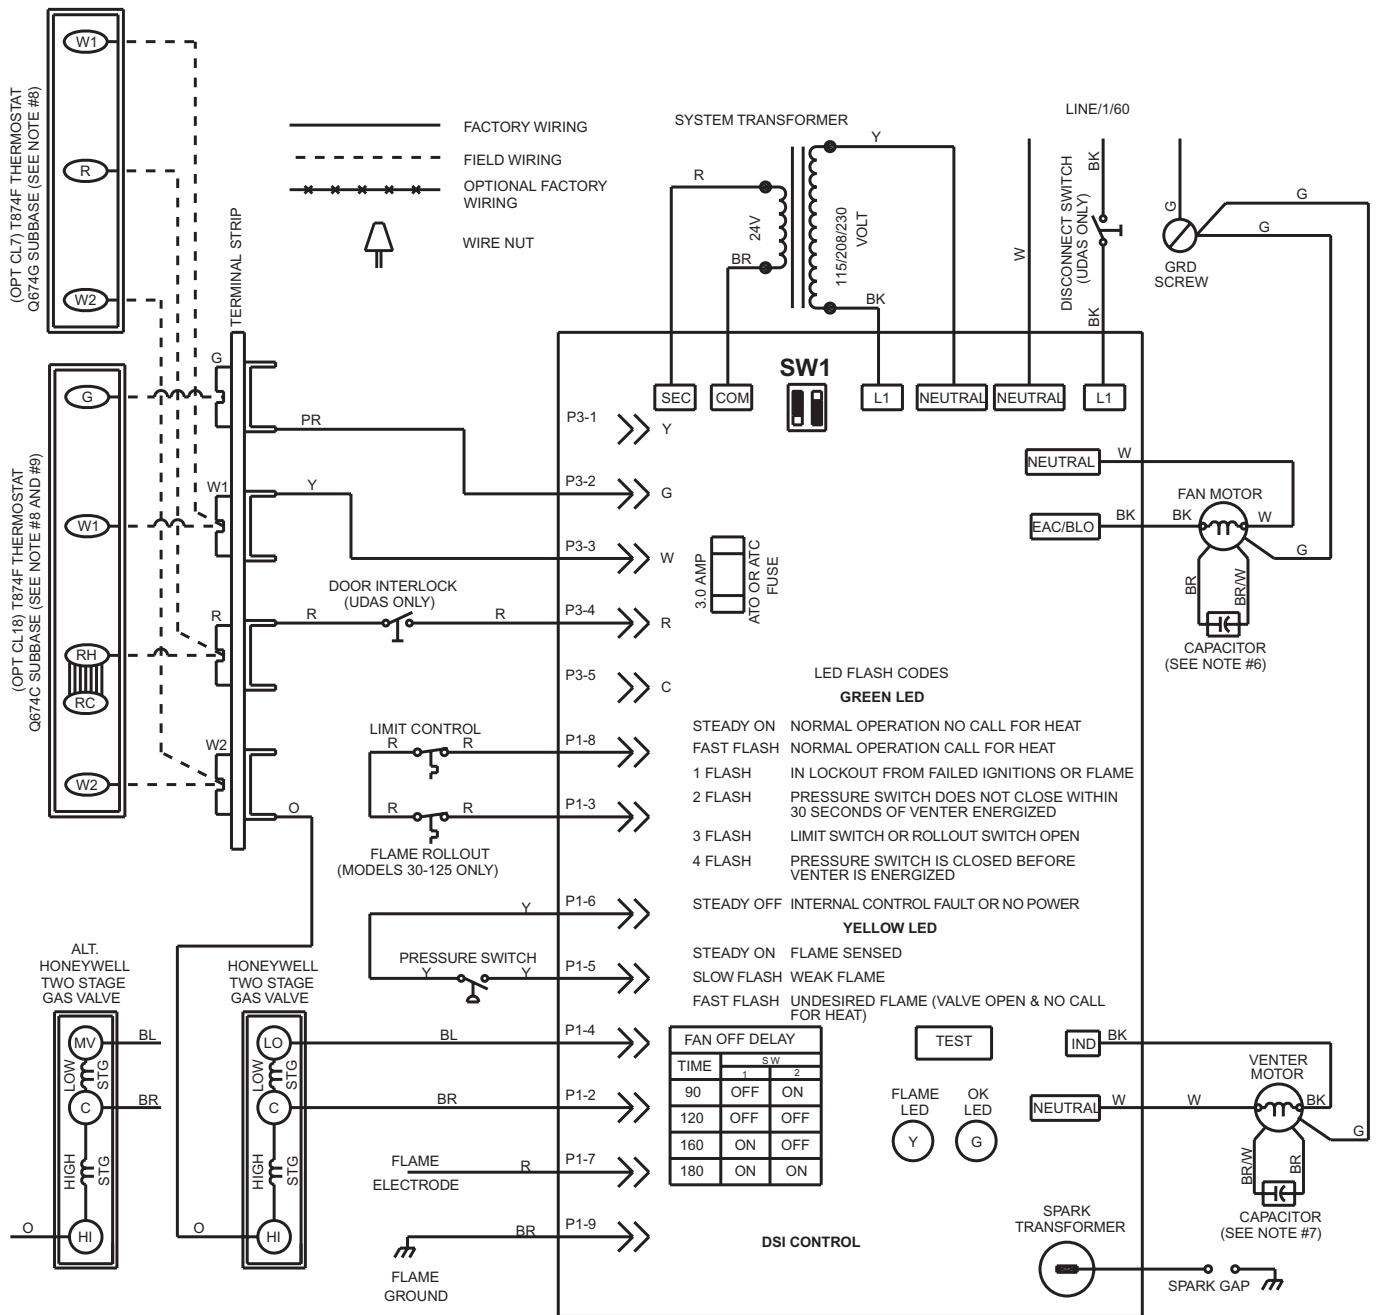 (OPT CL7) T874F THERMOSTAT
Q674G SUBBASE (SEE NOTE #8)
W1
R
W2
(OPT CL18) T874F THERMOSTAT
Q674C SUBBASE (SEE NOTE #8 AND #9)
G
W1
RH
RC
W2
FACTORY WIRING
FIELD WIRING
OPTIONAL FACTORY
WIRING
WIRE NUT
TERMINAL STRIP
G
W1
R
W2
PR
Y
R
R
O
DOOR INTERLOCK
(UDAS ONLY)
LIMIT CONTROL
R
R
R
R
FLAME ROLLOUT
(MODELS 30-125 ONLY)
Y
PRESSURE SWITCH
Y
Y
SYSTEM TRANSFORMER
R
Y
24V
115/208/230
VOLT
BR
BK
LINE/1/60
W
BK
DISCONNECT SWITCH
(UDAS ONLY)
BK
G
GRD
SCREW
G
G
SEC
COM
SW1
L1
NEUTRAL
NEUTRAL
L1
P3-1
Y
P3-2
G
P3-3
W
P3-4
R
P3-5
C
P1-8
P1-3
P1-6
P1-5
P1-4
P1-2
P1-7
P1-9
3.0 AMP
ATO OR ATC
FUSE
NEUTRAL
W
EAC/BLO
BK
BK
FAN MOTOR
W
G
BR
BR/W
CAPACITOR
(SEE NOTE #6)
LED FLASH CODES
GREEN LED
STEADY ON NORMAL OPERATION NO CALL FOR HEAT
FAST FLASH NORMAL OPERATION CALL FOR HEAT
1 FLASH IN LOCKOUT FROM FAILED IGNITIONS OR FLAME
2 FLASH PRESSURE SWITCH DOES NOT CLOSE WITHIN
30 SECONDS OF VENTER ENERGIZED
3 FLASH LIMIT SWITCH OR ROLLOUT SWITCH OPEN
4 FLASH PRESSURE SWITCH IS CLOSED BEFORE
VENTER IS ENERGIZED
STEADY OFF INTERNAL CONTROL FAULT OR NO POWER
YELLOW LED
STEADY ON FLAME SENSED
SLOW FLASH WEAK FLAME
FAST FLASH UNDESIRED FLAME (VALVE OPEN & NO CALL
FOR HEAT)
FAN OFF DELAY
TIME SW
1 2
90 OFF ON
120 OFF OFF
160 ON OFF
180 ON ON
TEST
FLAME
LED
Y
OK
LED
G
IND
BK
NEUTRAL
W
W
VENTER
MOTOR
BK
G
BR/W
BR
CAPACITOR
(SEE NOTE #7)
DSI CONTROL
SPARK
TRANSFORMER
SPARK GAP
ALT.
HONEYWELL
TWO STAGE
GAS VALVE
MV
LOW
STG
C
HIGH
STG
HI
BL
BR
O
HONEYWELL
TWO STAGE
GAS VALVE
LO
LOW
STG
C
HIGH
STG
HI
O
BL
BR
FLAME
ELECTRODE
R
BR
FLAME
GROUND